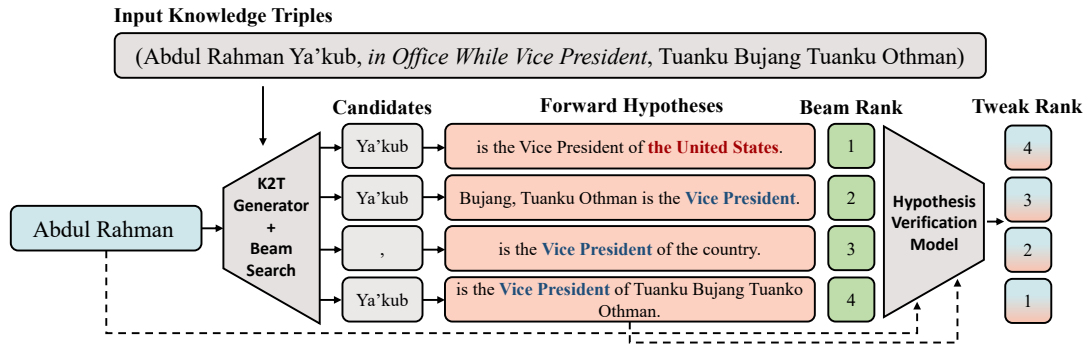 Input Knowledge Triples
(Abdul Rahman Ya'kub, in Office While Vice President, Tuanku Bujang Tuanku Othman)
Candidates
Forward Hypotheses
Beam Rank
Tweak Rank
Abdul Rahman
K2T
Generator
+
Beam
Search
Ya'kub
is the Vice President of the United States.
1
Ya'kub
Bujang, Tuanku Othman is the Vice President.
2
,
is the Vice President of the country.
3
Ya'kub
is the Vice President of Tuanku Bujang Tuanko
Othman.
4
Hypothesis
Verification
Model
4
3
2
1